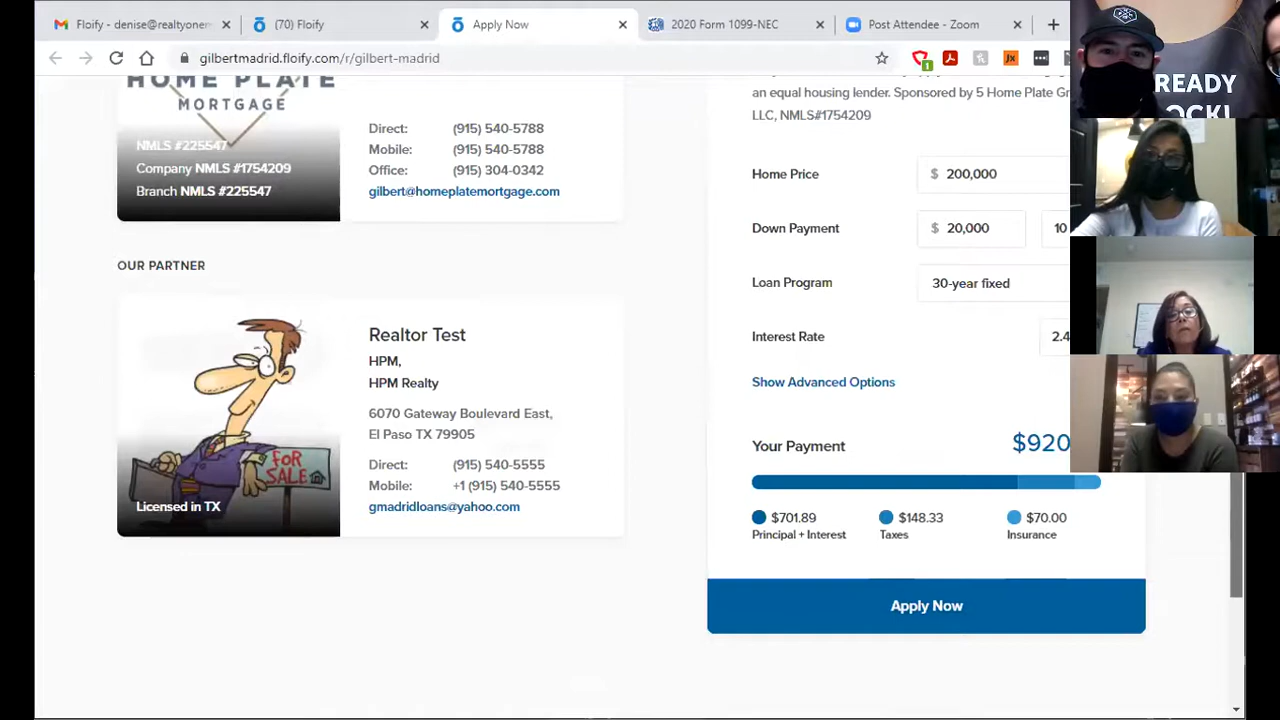 Floify - denise@realtyoner
(70) Floify
Apply Now
2020 Form 1099-NEC
Post Attendee - Zoom
gilbertmadrid.floify.com/r/gilbert-madrid
HOME PLATE
MORTGAGE
NMLS #225547
Company NMLS #1754209
Branch NMLS #225547
Direct: (915) 540-5788
Mobile: (915) 540-5788
Office: (915) 304-0342
gilbert@homeplatemortgage.com
OUR PARTNER
FOR
SALE
Licensed in TX
Realtor Test
HPM,
HPM Realty
6070 Gateway Boulevard East,
El Paso TX 79905
Direct: (915) 540-5555
Mobile: +1 (915) 540-5555
gmadridloans@yahoo.com
an equal housing lender. Sponsored by 5 Home Plate Gr
LLC, NMLS#1754209
Home Price $ 200,000
Down Payment $ 20,000 10
Loan Program 30-year fixed
Interest Rate 2.4
Show Advanced Options
Your Payment $920
$701.89 $148.33 $70.00
Principal + Interest Taxes Insurance
Apply Now
READY
OCK!